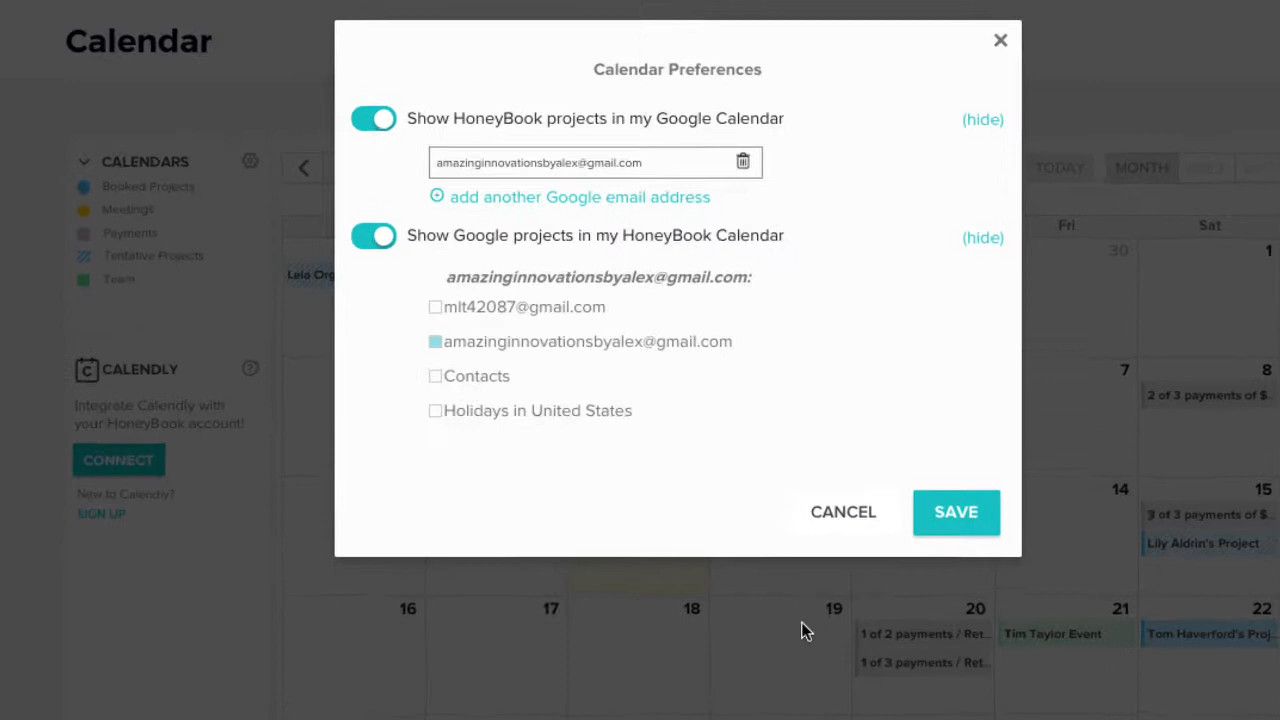 Calendar
Calendar Preferences
Show HoneyBook projects in my Google Calendar
(hide)
amazinginnovationsbyalex@gmail.com
add another Google email address
Show Google projects in my HoneyBook Calendar
(hide)
amazinginnovationsbyalex@gmail.com:
mlt42087@gmail.com
amazinginnovationsbyalex@gmail.com
Contacts
Holidays in United States
CANCEL
SAVE
CALENDARS
Booked Projects
Meetings
Payments
Tentative Projects
Team
C CALENDLY ?
Integrate Calendly with
your HoneyBook account!
CONNECT
New to Calendly?
SIGN UP
TODAY
MONTH
Fri
Sat
Leia Org
30
1
7
8
2 of 3 payments of $...
14
15
3 of 3 payments of $...
Lily Aldrin's Project
16
17
18
19
20
21
22
1 of 2 payments / Ret...
Tim Taylor Event
Tom Haverford's Proj...
1 of 3 payments / Ret...